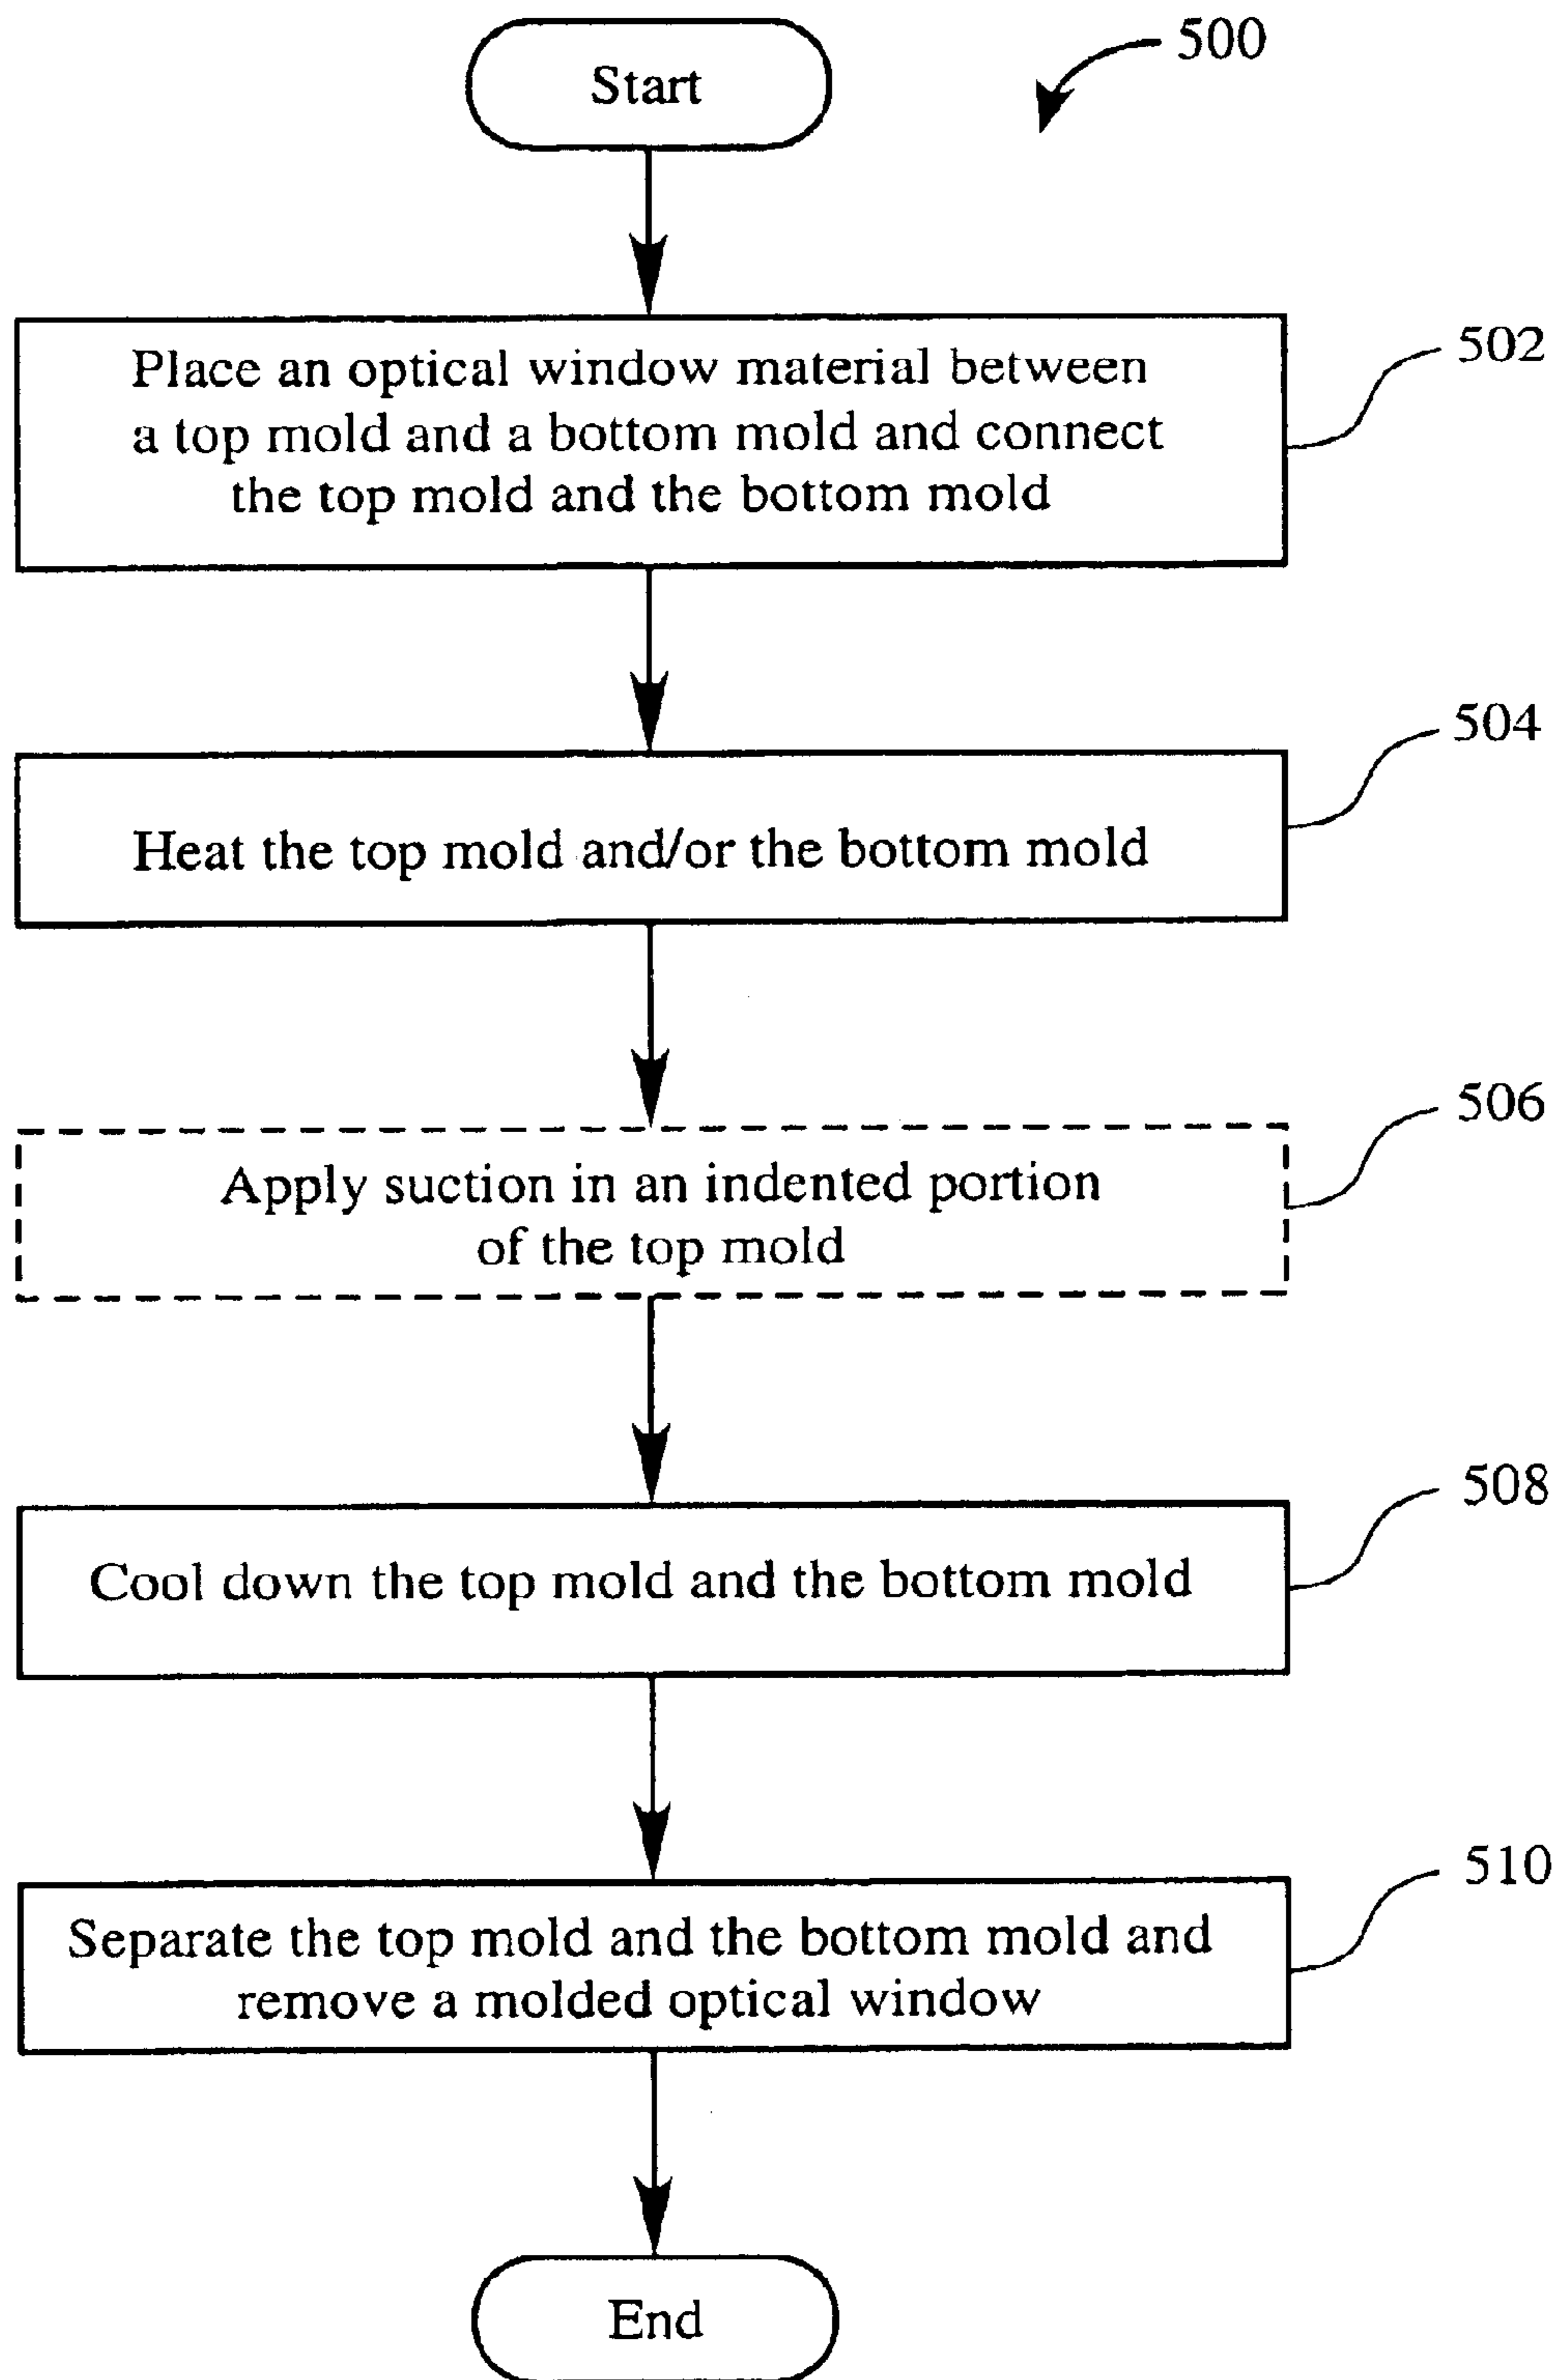 Start
500
Place an optical window material between
a top mold and a bottom mold and connect
the top mold and the bottom mold
502
Heat the top mold and/or the bottom mold
504
Apply suction in an indented portion
of the top mold
506
Cool down the top mold and the bottom mold
508
Separate the top mold and the bottom mold and
remove a molded optical window
510
End